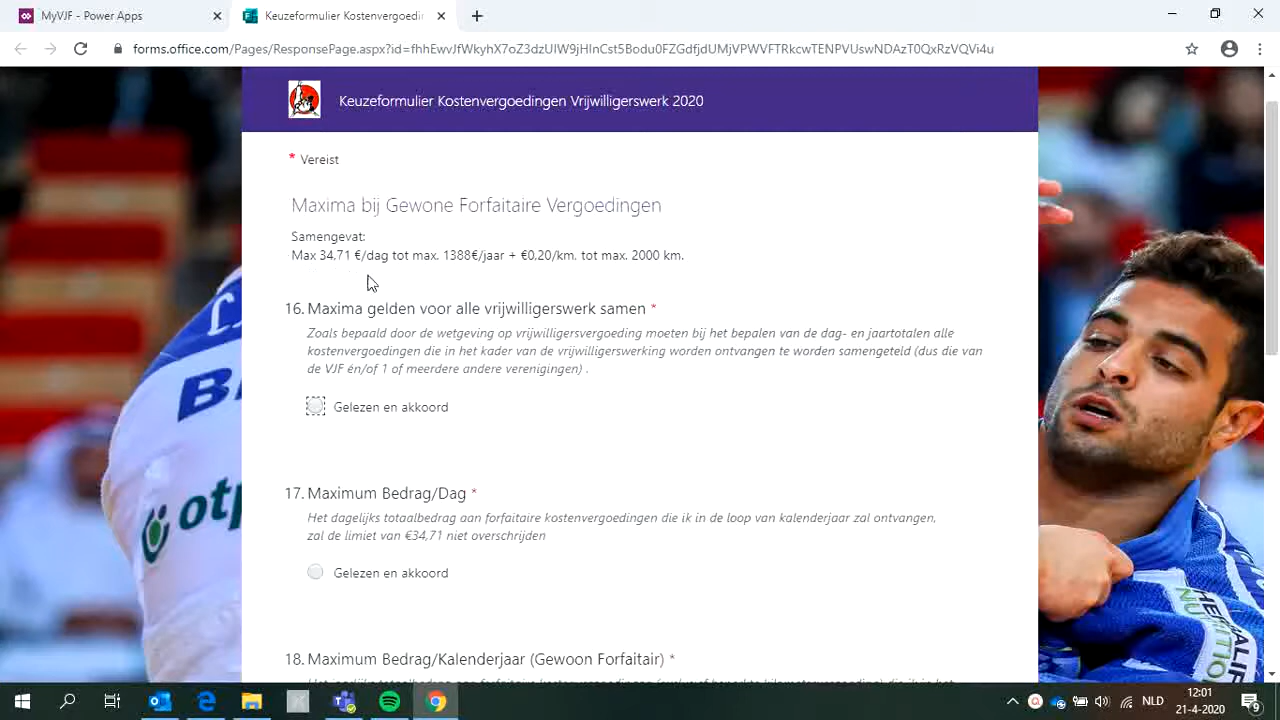 MyVJF - Power Apps
Keuzeformulier Kostenvergoedin
forms.office.com/Pages/ResponsePage.aspx?id=fhhEwvJfWkyhX7oZ3dzUIW9jHlnCst5Bodu0FZGdfjdUMjVPWVFTRkcwTENPVUswNDAzT0QxRzVQVi4u
Keuzeformulier Kostenvergoedingen Vrijwilligerswerk 2020
* Vereist
Maxima bij Gewone Forfaitaire Vergoedingen
Samengevat:
Max 34,71 €/dag tot max. 1388€/jaar + €0,20/km. tot max. 2000 km.
16. Maxima gelden voor alle vrijwilligerswerk samen *
Zoals bepaald door de wetgeving op vrijwilligersvergoeding moeten bij het bepalen van de dag- en jaartotalen alle
kostenvergoedingen die in het kader van de vrijwilligerswerking worden ontvangen te worden samengeteld (dus die van
de VJF én/of 1 of meerdere andere verenigingen) .
Gelezen en akkoord
17. Maximum Bedrag/Dag *
Het dagelijks totaalbedrag aan forfaitaire kostenvergoedingen die ik in de loop van kalenderjaar zal ontvangen,
zal de limiet van €34,71 niet overschrijden
Gelezen en akkoord
18. Maximum Bedrag/Kalenderjaar (Gewoon Forfaitair) *
otp
NLD
12:01
21-4-2020
9